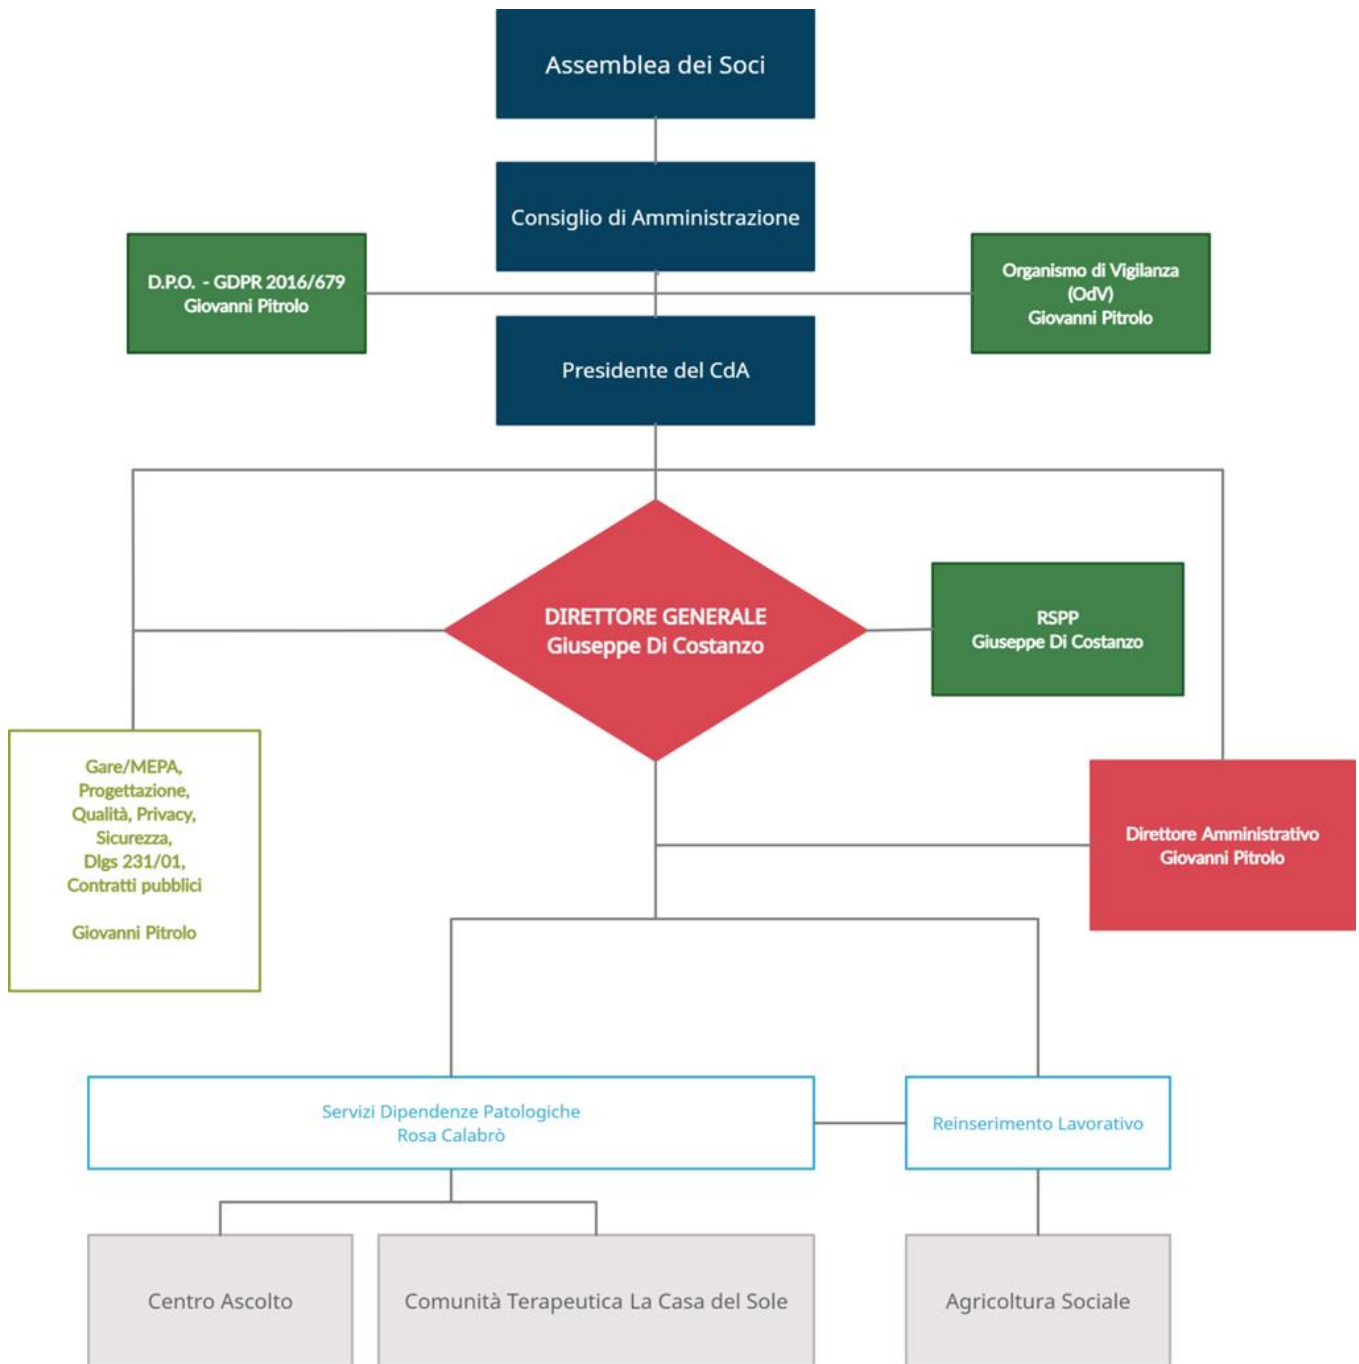 Assemblea dei Soci
Consiglio di Amministrazione
D.P.O. - GDPR 2016/679
Giovanni Pitrolo
Organismo di Vigilanza
(OdV)
Giovanni Pitrolo
Presidente del CdA
DIRETTORE GENERALE
Giuseppe Di Costanzo
RSPP
Giuseppe Di Costanzo
Gare/MEPA,
Progettazione,
Qualità, Privacy,
Sicurezza,
Dlgs 231/01,
Contratti pubblici
Giovanni Pitrolo
Direttore Amministrativo
Giovanni Pitrolo
Servizi Dipendenze Patologiche
Rosa Calabrò
Reinserimento Lavorativo
Centro Ascolto
Comunità Terapeutica La Casa del Sole
Agricoltura Sociale